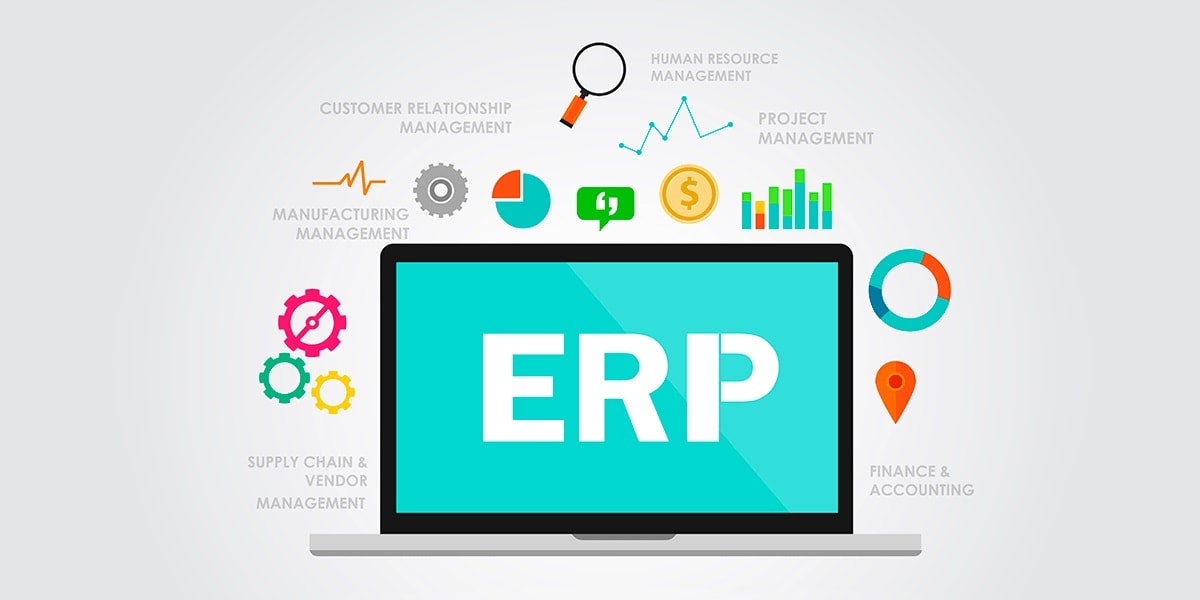 HUMAN RESOURCE
MANAGEMENT
CUSTOMER RELATIONSHIP
MANAGEMENT
PROJECT
MANAGEMENT
MANUFACTURING
MANAGEMENT
$
ERP
SUPPLY CHAIN &
VENDOR
MANAGEMENT
FINANCE &
ACCOUNTING